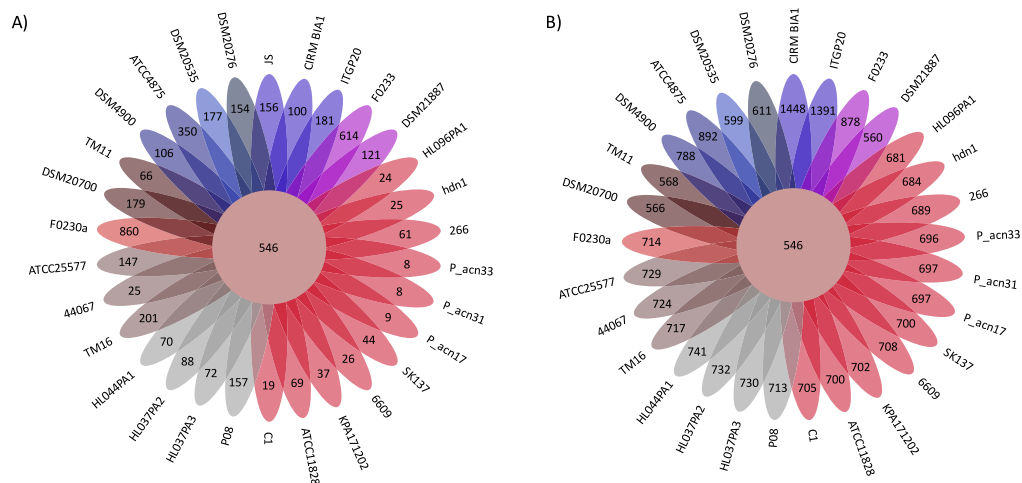 A)
JS
156
CIRM BIA1
100
ITGP20
181
F0233
614
DSM21887
121
HL096PA1
24
hdn1
25
266
61
P_acn33
8
P_acn31
8
P_acn17
9
SK137
44
6609
26
KPA171202
37
ATCC11828
69
C1
19
P08
157
HL037PA3
72
HL037PA2
88
HL044PA1
70
TM16
201
44067
25
ATCC25577
147
F0230a
860
DSM20700
179
TM11
66
DSM4900
106
ATCC4875
350
DSM20535
177
DSM20276
154
546
B)
CIRM BIA1
1448
ITGP20
1391
F0233
878
DSM21887
560
HL096PA1
681
hdn1
684
266
689
P_acn33
696
P_acn31
697
P_acn17
697
SK137
700
6609
708
KPA171202
702
ATCC11828
700
C1
705
P08
713
HL037PA3
730
HL037PA2
732
HL044PA1
741
TM16
717
44067
724
ATCC25577
729
F0230a
714
DSM20700
566
TM11
568
DSM4900
788
ATCC4875
892
DSM20535
599
DSM20276
611
546